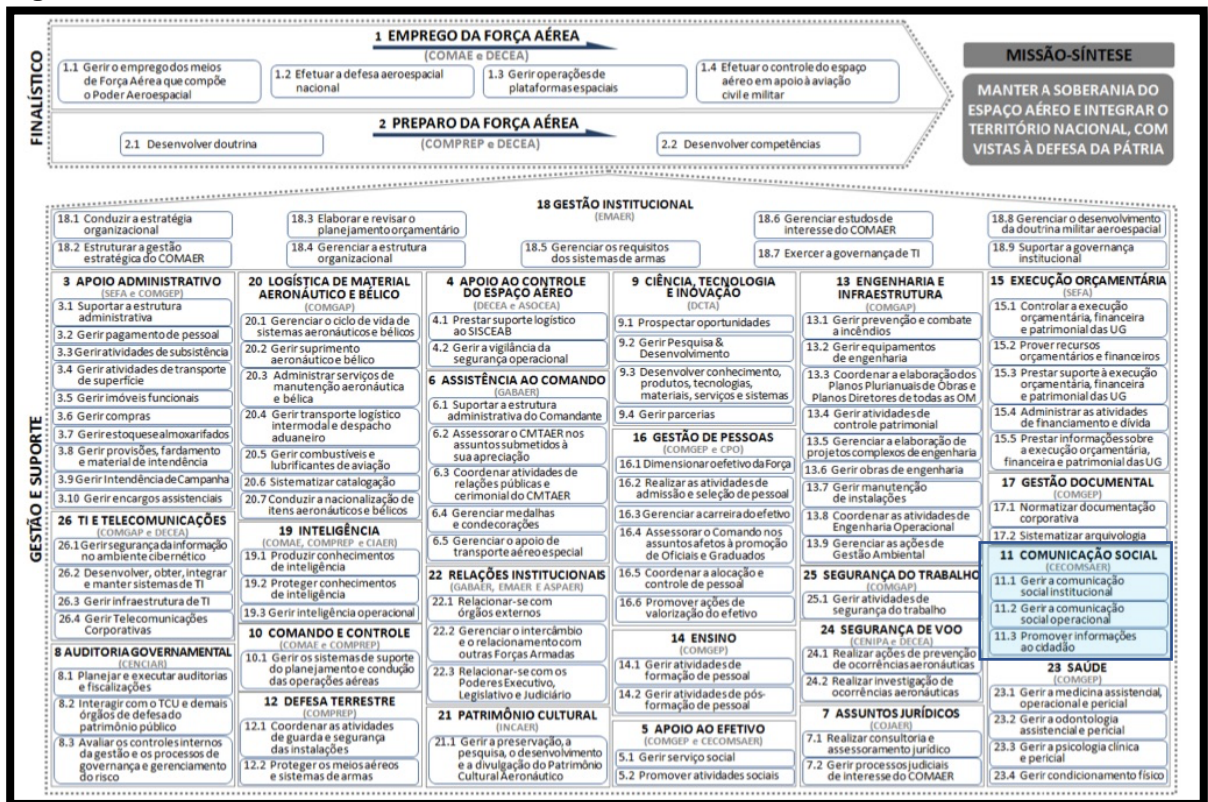 FINALÍSTICO
1 EMPREGO DA FORÇA AÉREA
(COMAE e DECEA)
1.1 Gerir o emprego dos meios
de Força Aérea que compõe
o Poder Aeroespacial
1.2 Efetuar a defesa aeroespacial
nacional
1.3 Gerir operações de
plataformas espaciais
1.4 Efetuar o controle do espaço
aéreo em apoio à aviação
civil e militar
2 PREPARO DA FORÇA AÉREA
(COMPREP e DECEA)
2.1 Desenvolver doutrina
2.2 Desenvolver competências
MISSÃO-SÍNTESE
MANTER A SOBERANIA DO
ESPAÇO AÉREO E INTEGRAR O
TERRITÓRIO NACIONAL, COM
VISTAS À DEFESA DA PÁTRIA
GESTÃO E SUPORTE
18 GESTÃO INSTITUCIONAL
(EMAER)
18.1 Conduzir a estratégia
organizacional
18.2 Estruturar a gestão
estratégica do COMAER
18.3 Elaborar e revisar o
planejamento orçamentário
18.4 Gerenciar a estrutura
organizacional
18.5 Gerenciar os requisitos
dos sistemas de armas
18.6 Gerenciar estudos de
interesse do COMAER
18.7 Exercer a governança de TI
18.8 Gerenciar o desenvolvimento
da doutrina militar aeroespacial
18.9 Suportar a governança
institucional
3 APOIO ADMINISTRATIVO
(SEFA e COMGEP)
3.1 Suportar a estrutura
administrativa
3.2 Gerir pagamento de pessoal
3.3 Gerir atividades de subsistência
3.4 Gerir atividades de transporte
de superfície
3.5 Gerir imóveis funcionais
3.6 Gerir compras
3.7 Gerir estoques e almoxarifados
3.8 Gerir provisões, fardamento
e material de intendência
3.9 Gerir Intendência de Campanha
3.10 Gerir encargos assistenciais
26 TI E TELECOMUNICAÇÕES
(COMGAP e DECEA)
26.1 Gerir segurança da informação
no ambiente cibernético
26.2 Desenvolver, obter, integrar
e manter sistemas de TI
26.3 Gerir infraestrutura de TI
26.4 Gerir Telecomunicações
Corporativas
8 AUDITORIA GOVERNAMENTAL
(CENCIAR)
8.1 Planejar e executar auditorias
e fiscalizações
8.2 Interagir com o TCU e demais
órgãos de defesa do
patrimônio público
8.3 Avaliar os controles internos
da gestão e os processos de
governança e gerenciamento
do risco
20 LOGÍSTICA DE MATERIAL
AERONÁUTICO E BÉLICO
(COMGAP)
20.1 Gerenciar o ciclo de vida de
sistemas aeronáuticos e bélicos
20.2 Gerir suprimento
aeronáutico e bélico
20.3 Administrar serviços de
manutenção aeronáutica
e bélica
20.4 Gerir transporte logístico
intermodal e despacho
aduaneiro
20.5 Gerir combustíveis e
lubrificantes de aviação
20.6 Sistematizar catalogação
20.7 Conduzir a nacionalização de
itens aeronáuticos e bélicos
19 INTELIGÊNCIA
(COMAE, COMPREP e CIAER)
19.1 Produzir conhecimentos
de inteligência
19.2 Proteger conhecimentos
de inteligência
19.3 Gerir inteligência operacional
10 COMANDO E CONTROLE
(COMAE e COMPREP)
10.1 Gerir os sistemas de suporte
do planejamento e condução
das operações aéreas
12 DEFESA TERRESTRE
(COMPREP)
12.1 Coordenar as atividades
de guarda e segurança
das instalações
12.2 Proteger os meios aéreos
e sistemas de armas
4 APOIO AO CONTROLE
DO ESPAÇO AÉREO
(DECEA e ASOCEA)
4.1 Prestar suporte logístico
ao SISCEAB
4.2 Gerir a vigilância da
segurança operacional
6 ASSISTÊNCIA AO COMANDO
(GABAER)
6.1 Suportar a estrutura
administrativa do Comandante
6.2 Assessorar o CMTAER nos
assuntos submetidos à
sua apreciação
6.3 Coordenar atividades de
relações públicas e
cerimonial do CMTAER
6.4 Gerenciar medalhas
e condecorações
6.5 Gerenciar o apoio de
transporte aéreo especial
22 RELAÇÕES INSTITUCIONAIS
(GABAER, EMAER E ASPAER)
22.1 Relacionar-se com
órgãos externos
22.2 Gerenciar o intercâmbio
e o relacionamento com
outras Forças Armadas
22.3 Relacionar-se com os
Poderes Executivo,
Legislativo e Judiciário
21 PATRIMÔNIO CULTURAL
(INCAER)
21.1 Gerir a preservação, a
pesquisa, o desenvolvimento
e a divulgação do Patrimônio
Cultural Aeronáutico
9 CIÊNCIA, TECNOLOGIA
E INOVAÇÃO
(DCTA)
9.1 Prospectar oportunidades
9.2 Gerir Pesquisa &
Desenvolvimento
9.3 Desenvolver conhecimento,
produtos, tecnologias,
materiais, serviços e sistemas
9.4 Gerir parcerias
16 GESTÃO DE PESSOAS
(COMGEP e CPO)
16.1 Dimensionar o efetivo da Força
16.2 Realizar as atividades de
admissão e seleção de pessoal
16.3 Gerenciar a carreira do efetivo
16.4 Assessorar o Comando nos
assuntos afetos à promoção
de Oficiais e Graduados
16.5 Coordenar a alocação e
controle de pessoal
16.6 Promover ações de
valorização do efetivo
14 ENSINO
(COMGEP)
14.1 Gerir atividades de
formação de pessoal
14.2 Gerir atividades de pós-
formação de pessoal
5 APOIO AO EFETIVO
(COMGEP e CECOMSAER)
5.1 Gerir serviço social
5.2 Promover atividades sociais
13 ENGENHARIA E
INFRAESTRUTURA
(COMGAP)
13.1 Gerir prevenção e combate
a incêndios
13.2 Gerir equipamentos
de engenharia
13.3 Coordenar a elaboração dos
Planos Plurianuais de Obras e
Planos Diretores de todas as OM
13.4 Gerir atividades de
controle patrimonial
13.5 Gerenciar a elaboração de
projetos complexos de engenharia
13.6 Gerir obras de engenharia
13.7 Gerir manutenção
de instalações
13.8 Coordenar as atividades de
Engenharia Operacional
13.9 Gerenciar as ações de
Gestão Ambiental
25 SEGURANÇA DO TRABALHO
(COMGAP)
25.1 Gerir atividades de
segurança do trabalho
24 SEGURANÇA DE VOO
(CENIPA e DECEA)
24.1 Realizar ações de prevenção
de ocorrências aeronáuticas
24.2 Realizar investigação de
ocorrências aeronáuticas
7 ASSUNTOS JURÍDICOS
(COJAER)
7.1 Realizar consultoria e
assessoramento jurídico
7.2 Gerir processos judiciais
de interesse do COMAER
15 EXECUÇÃO ORÇAMENTÁRIA
(SEFA)
15.1 Controlar a execução
orçamentária, financeira
e patrimonial das UG
15.2 Prover recursos
orçamentários e financeiros
15.3 Prestar suporte à execução
orçamentária, financeira
e patrimonial das UG
15.4 Administrar as atividades
de financiamento e dívida
15.5 Prestar informações sobre
a execução orçamentária,
financeira e patrimonial das UG
17 GESTÃO DOCUMENTAL
(COMGEP)
17.1 Normatizar documentação
corporativa
17.2 Sistematizar arquivologia
11 COMUNICAÇÃO SOCIAL
(CECOMSAER)
11.1 Gerir a comunicação
social institucional
11.2 Gerir a comunicação
social operacional
11.3 Promover informações
ao cidadão
23 SAÚDE
(COMGEP)
23.1 Gerir a medicina assistencial,
operacional e pericial
23.2 Gerir a odontologia
assistencial e pericial
23.3 Gerir a psicologia clínica
e pericial
23.4 Gerir condicionamento físico